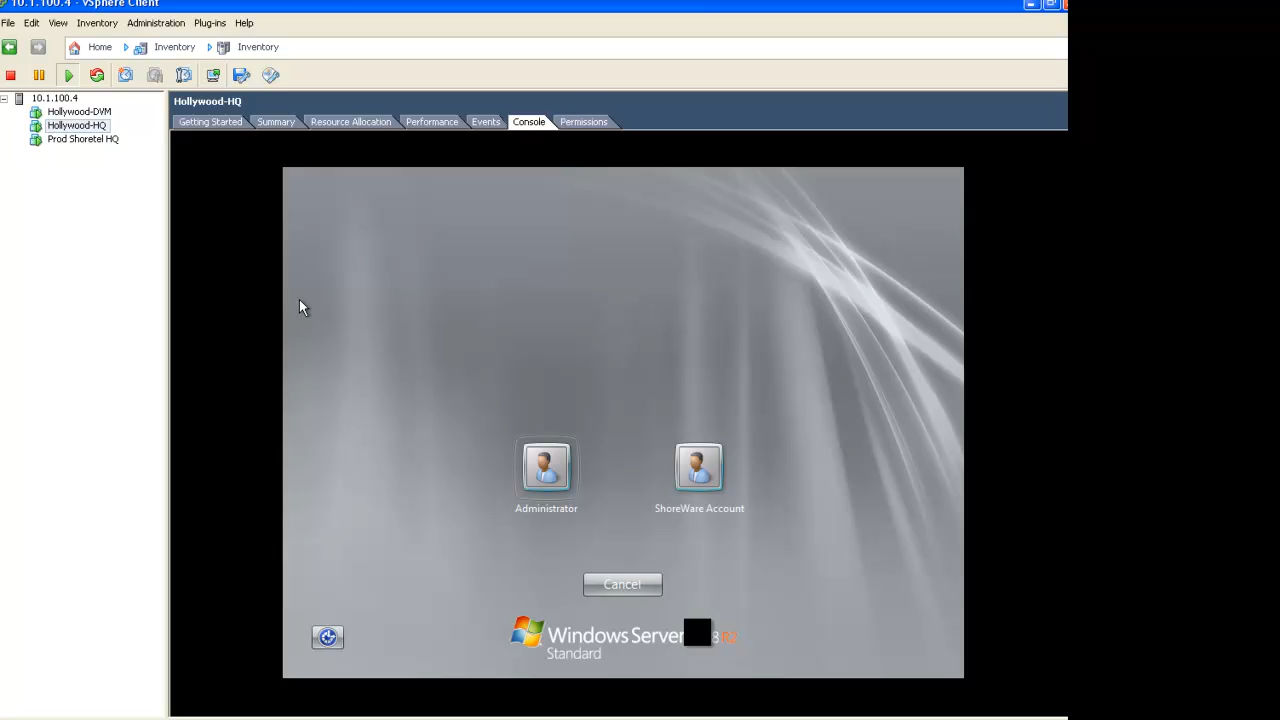 10.1.100.4 - vSphere Client
File Edit View Inventory Administration Plug-ins Help
Home Inventory Inventory
10.1.100.4
Hollywood-DVM
Hollywood-HQ
Prod Shoretel HQ
Hollywood-HQ
Getting Started Summary Resource Allocation Performance Events Console Permissions
Administrator ShoreWare Account
Cancel
Windows Server 8 R2
Standard